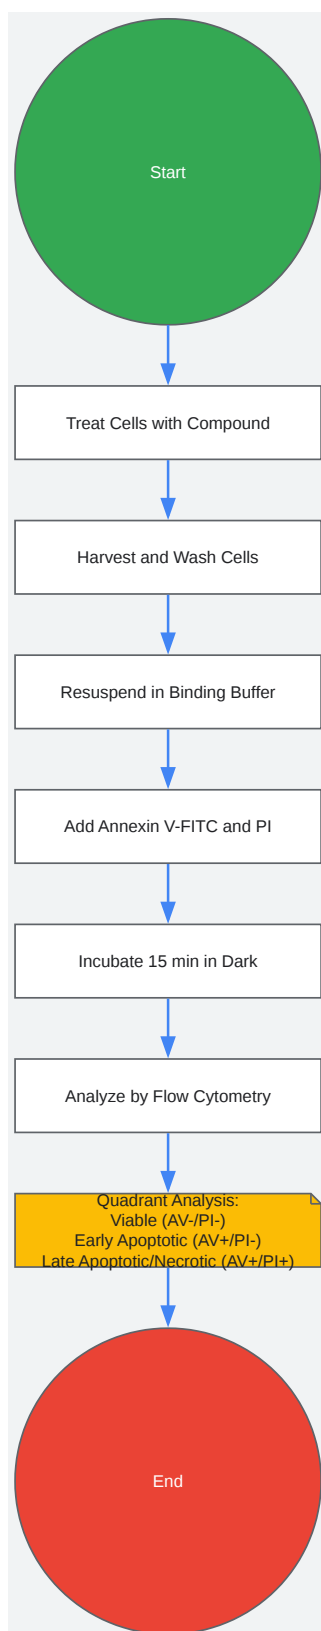 Start
Treat Cells with Compound
Harvest and Wash Cells
Resuspend in Binding Buffer
Add Annexin V-FITC and PI
Incubate 15 min in Dark
Analyze by Flow Cytometry
Quadrant Analysis:
Viable (AV-/PI-)
Early Apoptotic (AV+/PI-)
Late Apoptotic/Necrotic (AV+/PI+)
End